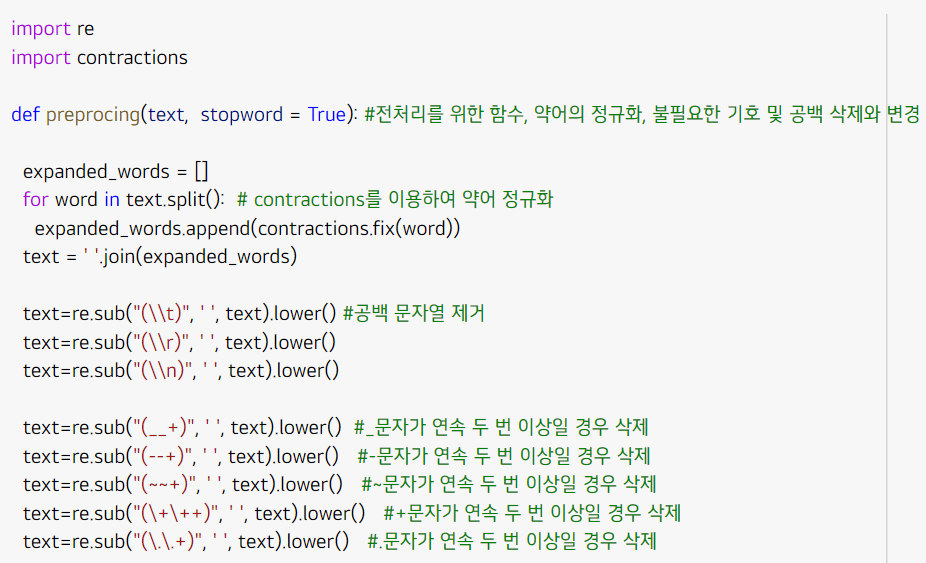 import re
import contractions
def preprocing(text, stopword = True): #전처리를 위한 함수, 약어의 정규화, 불필요한 기호 및 공백 삭제와 변경
expanded_words = []
for word in text.split(): # contractions를 이용하여 약어 정규화
expanded_words.append(contractions.fix(word))
text = ' '.join(expanded_words)
text=re.sub("(\\t)", ' ', text).lower() #공백 문자열 제거
text=re.sub("(\\r)", ' ', text).lower()
text=re.sub("(\\n)", ' ', text).lower()
text=re.sub("(__+)", ' ', text).lower() #_문자가 연속 두 번 이상일 경우 삭제
text=re.sub("(--+)", ' ', text).lower() #-문자가 연속 두 번 이상일 경우 삭제
text=re.sub("(~~+)", ' ', text).lower() #~문자가 연속 두 번 이상일 경우 삭제
text=re.sub("(\+\++)", ' ', text).lower() #+문자가 연속 두 번 이상일 경우 삭제
text=re.sub("(\.\.+)", ' ', text).lower() #.문자가 연속 두 번 이상일 경우 삭제